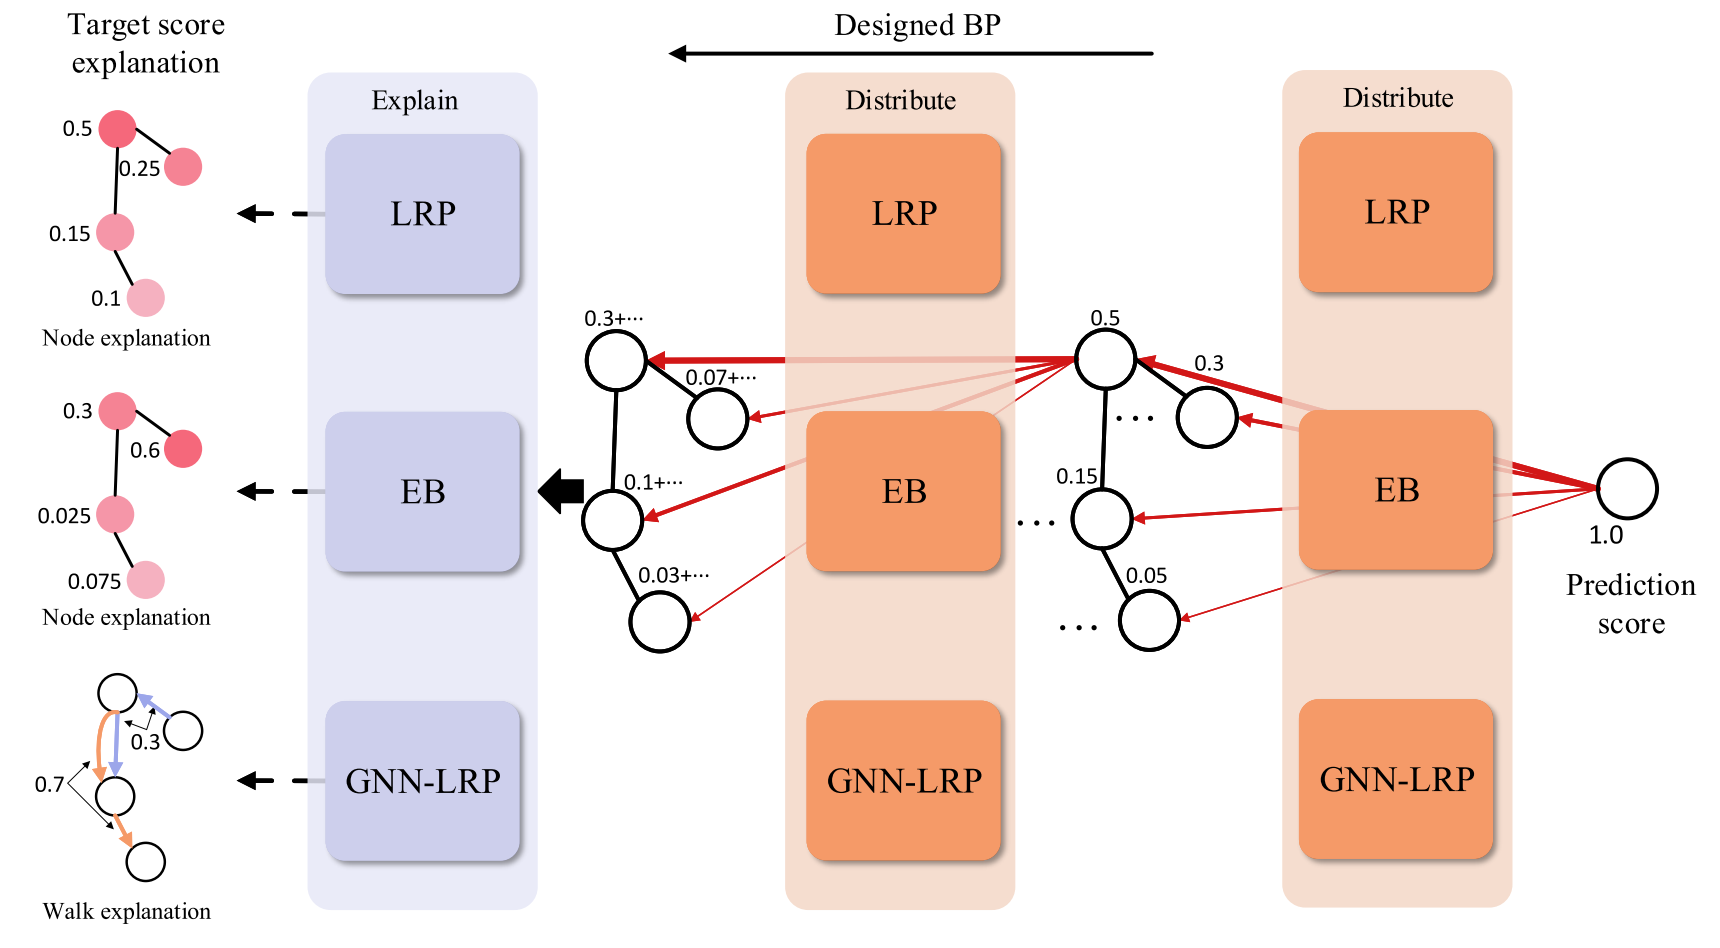 Target score
explanation
0.5
0.25
0.15
0.1
Node explanation
0.3
0.6
0.025
0.075
Node explanation
0.3
0.7
Walk explanation
Designed BP
Explain
LRP
EB
GNN-LRP
0.3+···
0.07+···
0.1+···
0.03+···
Distribute
LRP
EB
GNN-LRP
0.5
0.3
···
0.15
···
0.05
···
Distribute
LRP
EB
GNN-LRP
1.0
Prediction
score